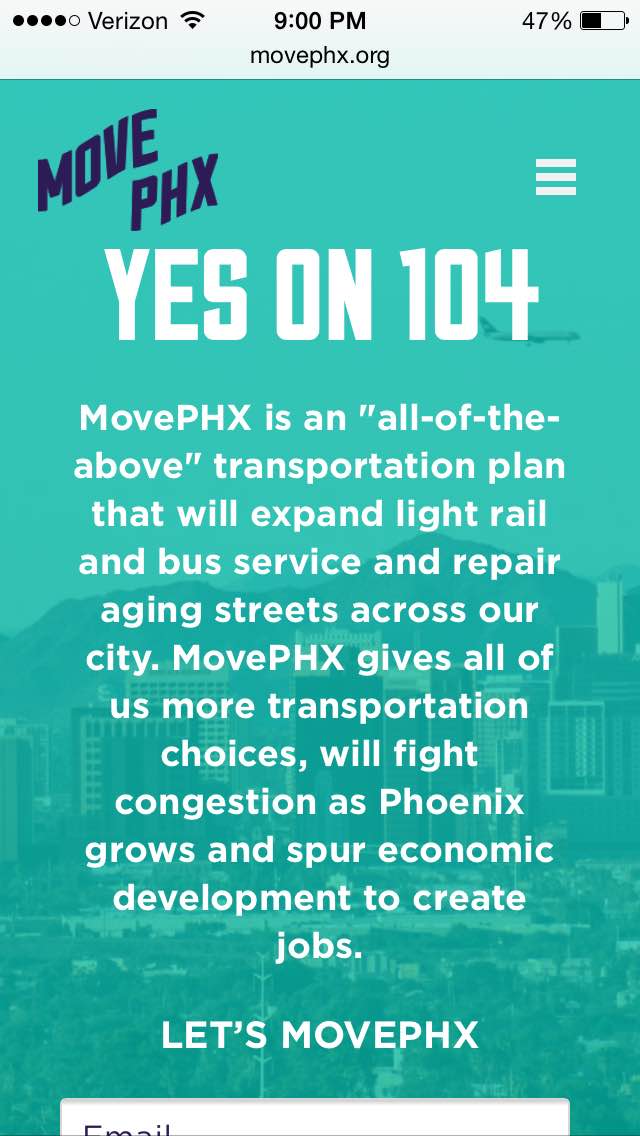 Verizon 9:00 PM 47%
movephx.org
MOVE
PHX
YES ON 104
MovePHX is an "all-of-the-
above" transportation plan
that will expand light rail
and bus service and repair
aging streets across our
city. MovePHX gives all of
us more transportation
choices, will fight
congestion as Phoenix
grows and spur economic
development to create
jobs.
LET’S MOVEPHX
Email